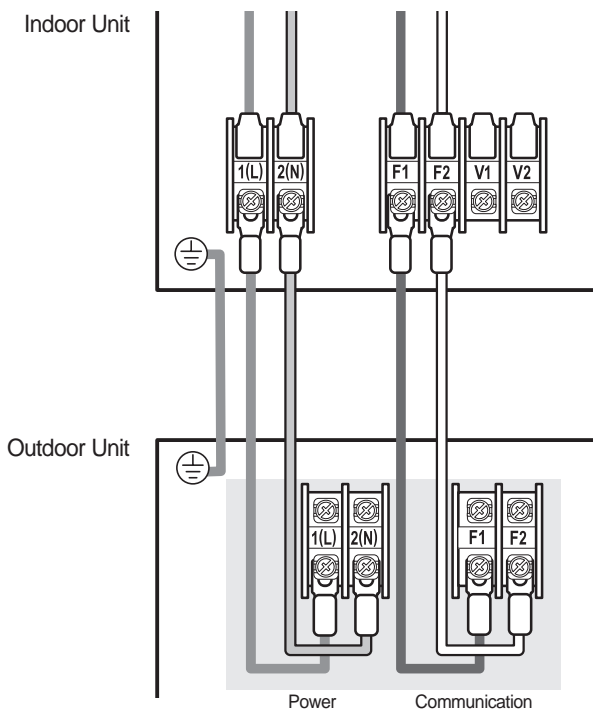 Indoor Unit
1(L) 2(N) F1 F2 V1 V2
Outdoor Unit
1(L) 2(N) F1 F2
Power Communication